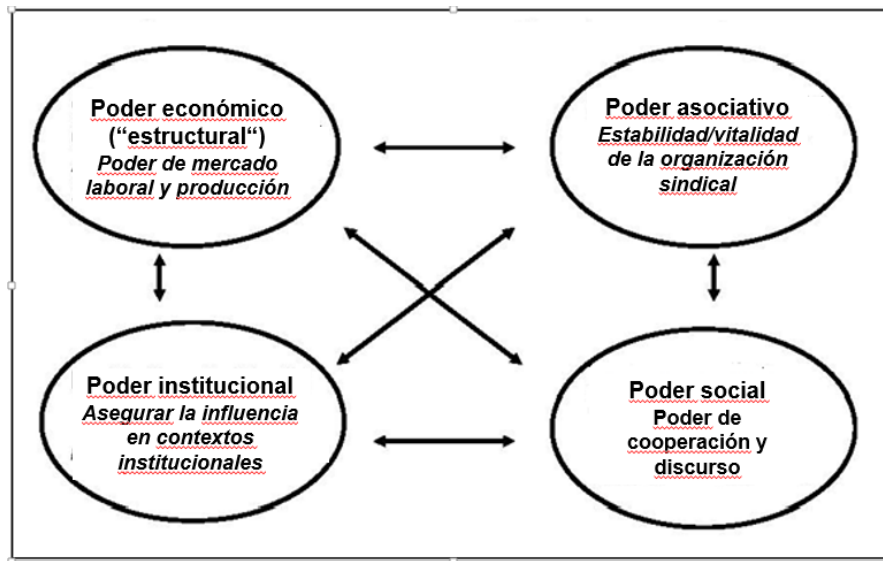 Poder económico
(“estructural“)
Poder de mercado
laboral y producción
Poder asociativo
Estabilidad/vitalidad
de la organización
sindical
Poder institucional
Asegurar la influencia
en contextos
institucionales
Poder social
Poder de
cooperación y
discurso